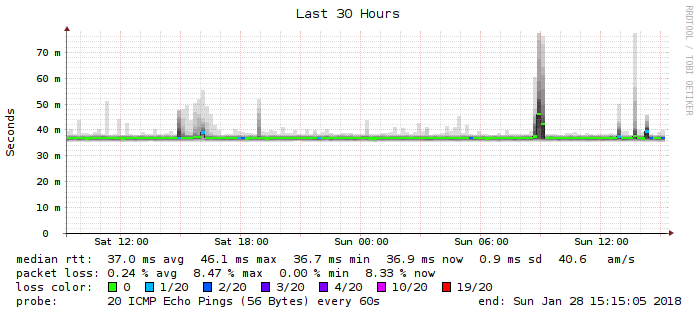 Last 30 Hours
RRDTOOL / TOBI OETIKER
Seconds
70 m
60 m
50 m
40 m
30 m
20 m
10 m
0
Sat 12:00 Sat 18:00 Sun 00:00 Sun 06:00 Sun 12:00
median rtt: 37.0 ms avg 46.1 ms max 36.7 ms min 36.9 ms now 0.9 ms sd 40.6 am/s
packet loss: 0.24 % avg 8.47 % max 0.00 % min 8.33 % now
loss color: 0 1/20 2/20 3/20 4/20 10/20 19/20
probe: 20 ICMP Echo Pings (56 Bytes) every 60s end: Sun Jan 28 15:15:05 2018